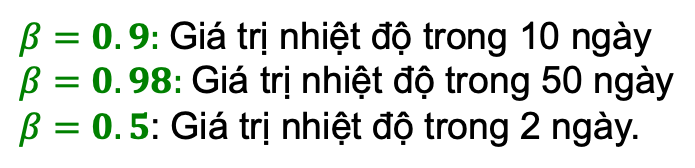 β = 0.9: Giá trị nhiệt độ trong 10 ngày
β = 0.98: Giá trị nhiệt độ trong 50 ngày
β = 0.5: Giá trị nhiệt độ trong 2 ngày.